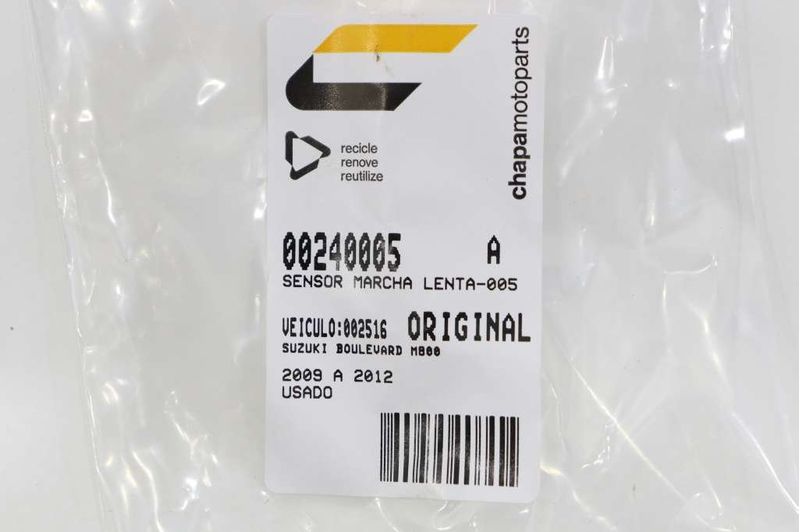 chapamotoparts
recicle
renove
reutilize
00240005 A
SENSOR MARCHA LENTA-005
VEICULO:002516 ORIGINAL
SUZUKI BOULEVARD M800
2009 A 2012
USADO